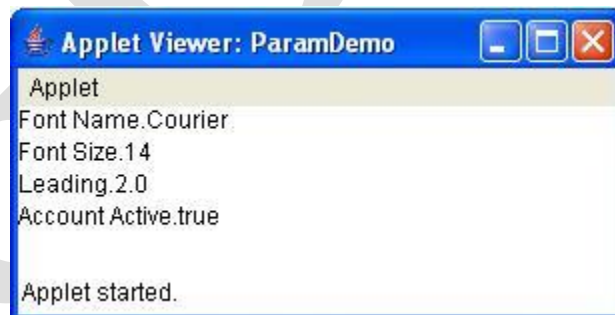 Applet Viewer: ParamDemo
Applet
Font Name.Courier
Font Size.14
Leading.2.0
Account Active.true
Applet started.